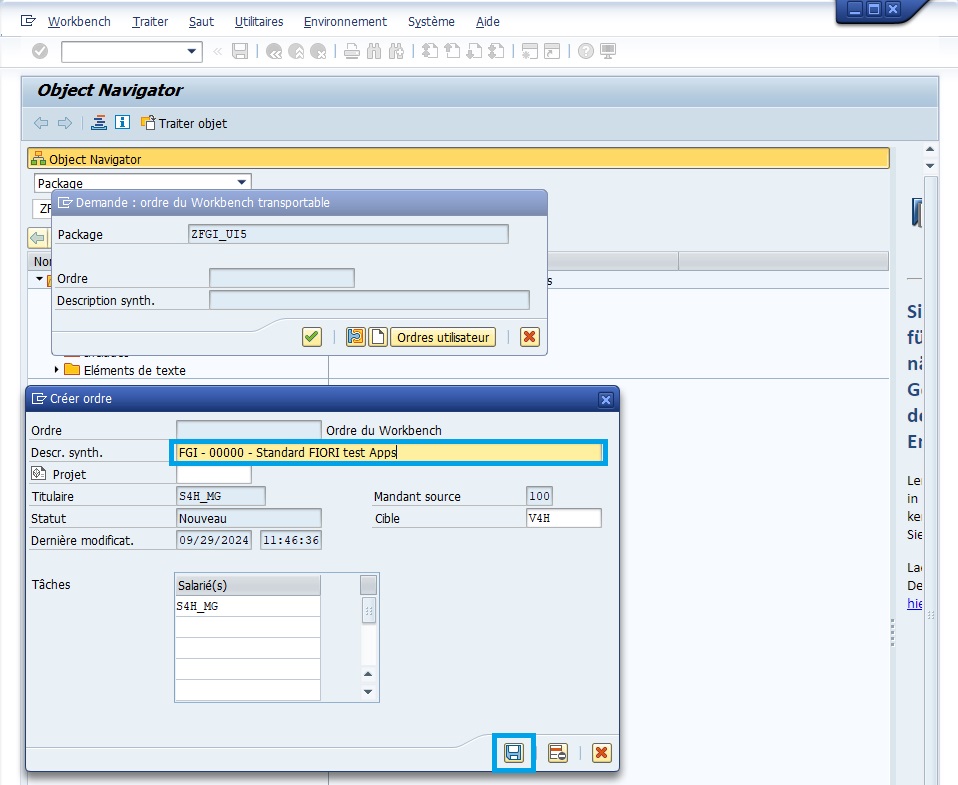 Workbench Traiter Saut Utilitaires Environnement Système Aide
Object Navigator
Traiter objet
Object Navigator
Package
ZF
Demande : ordre du Workbench transportable
Package ZFGI_UI5
Nor
Ordre
s
Description synth.
Ordres utilisateur
Eléments de texte
Créer ordre
Ordre Ordre du Workbench
Descr. synth. FGI - 00000 - Standard FIORI test Apps
Projet
Titulaire S4H_MG Mandant source 100
Statut Nouveau Cible V4H
Dernière modificat. 09/29/2024 11:46:36
Tâches Salarié(s)
S4H_MG
Si
fü
nä
Ge
de
Er
Le
in
ke
Sie
La
De
hie